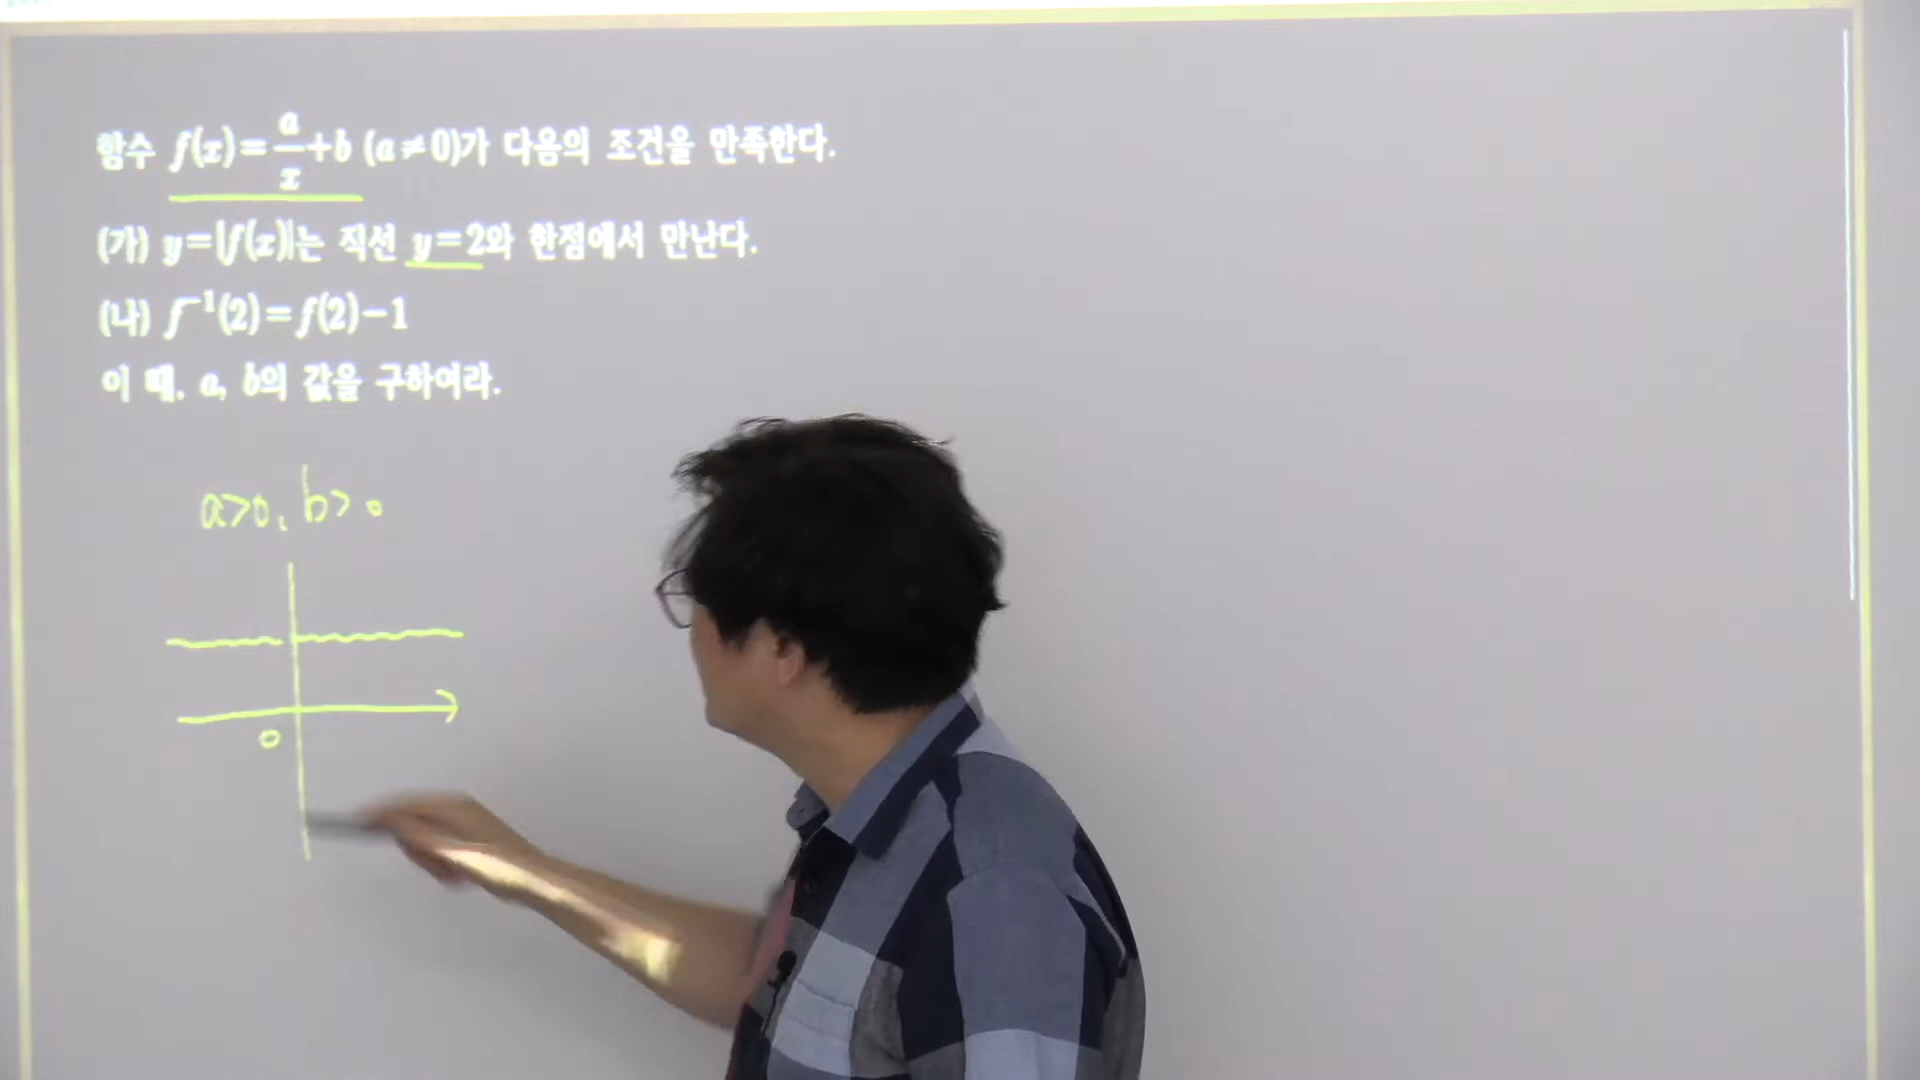 함수 f(x)=a/x+b (a≠0)가 다음의 조건을 만족한다.
(가) y=|f(x)|는 직선 y=2와 한점에서 만난다.
(나) f⁻¹(2)=f(2)-1
이 때. a, b의 값을 구하여라.
a>0, b>0
0